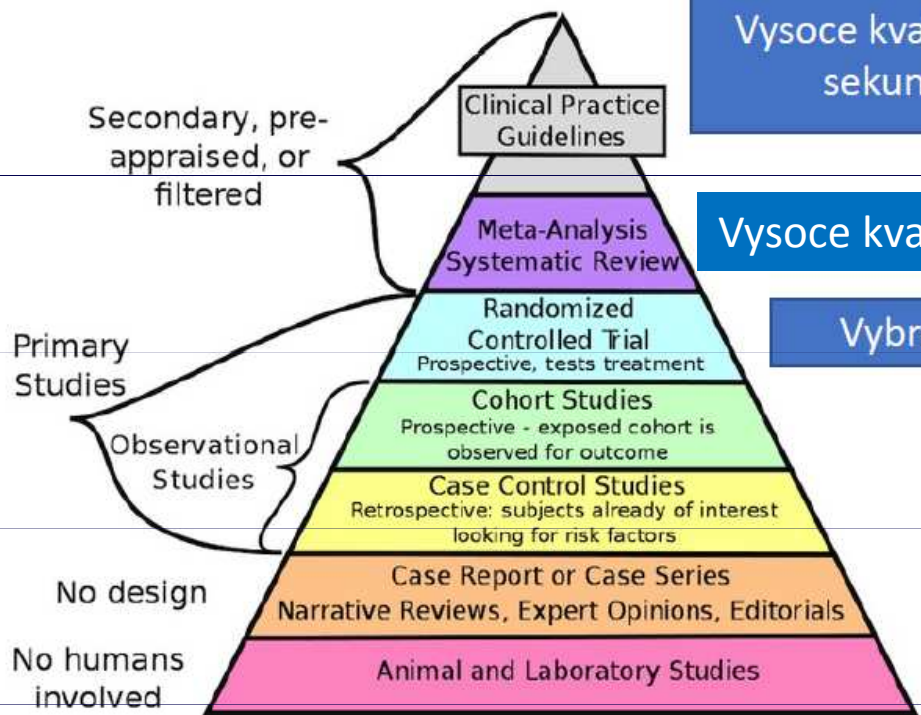 Vysoce kva
sekun
Clinical Practice
Guidelines
Secondary, pre-
appraised, or
filtered
Meta-Analysis
Systematic Review
Vysoce kva
Randomized
Controlled Trial
Prospective, tests treatment
Vybr
Primary
Studies
Cohort Studies
Prospective - exposed cohort is
observed for outcome
Observational
Studies
Case Control Studies
Retrospective: subjects already of interest
looking for risk factors
No design
Case Report or Case Series
Narrative Reviews, Expert Opinions, Editorials
No humans
involved
Animal and Laboratory Studies